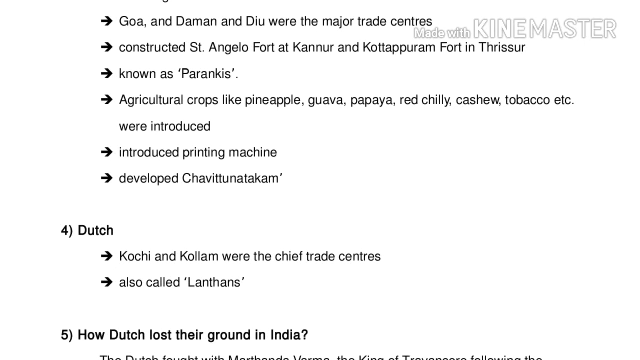 ➔ Goa, and Daman and Diu were the major trade centres
Made with KINEMASTER
➔ constructed St. Angelo Fort at Kannur and Kottappuram Fort in Thrissur
➔ known as ‘Parankis’.
➔ Agricultural crops like pineapple, guava, papaya, red chilly, cashew, tobacco etc.
were introduced
➔ introduced printing machine
➔ developed Chavittunatakam’
4) Dutch
➔ Kochi and Kollam were the chief trade centres
➔ also called ‘Lanthans’
5) How Dutch lost their ground in India?
The Dutch fought with Marthanda Varma, the King of Travancore following the